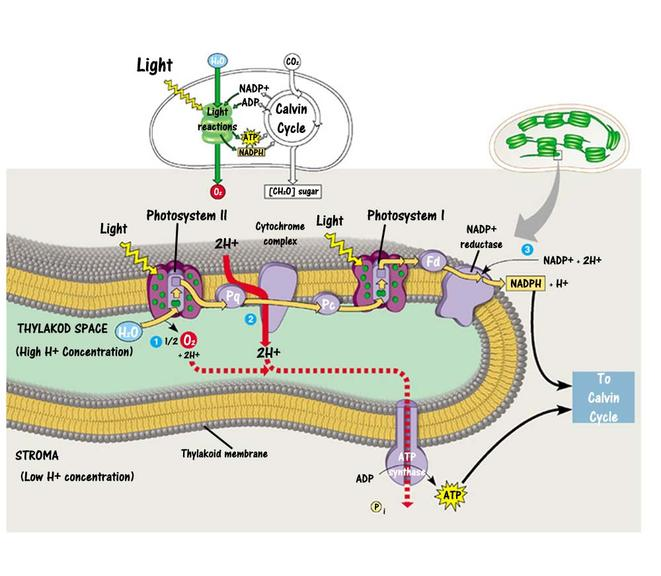 Light
H₂O
CO₂
NADP+
ADP
Light
reactions
Calvin
Cycle
ATP
NADPH
O₂
[CH₂O] sugar
Light
Photosystem II
2H+
Cytochrome
complex
Light
Photosystem I
NADP+
reductase
3
Fd
NADP+ + 2H+
NADPH + H+
Pq
Pc
2
THYLAKOD SPACE
(High H+ Concentration)
H₂O
1 1/2 O₂
+ 2H+
2H+
To
Calvin
Cycle
STROMA
(Low H+ concentration)
Thylakoid membrane
ATP
synthase
ADP
P i
ATP